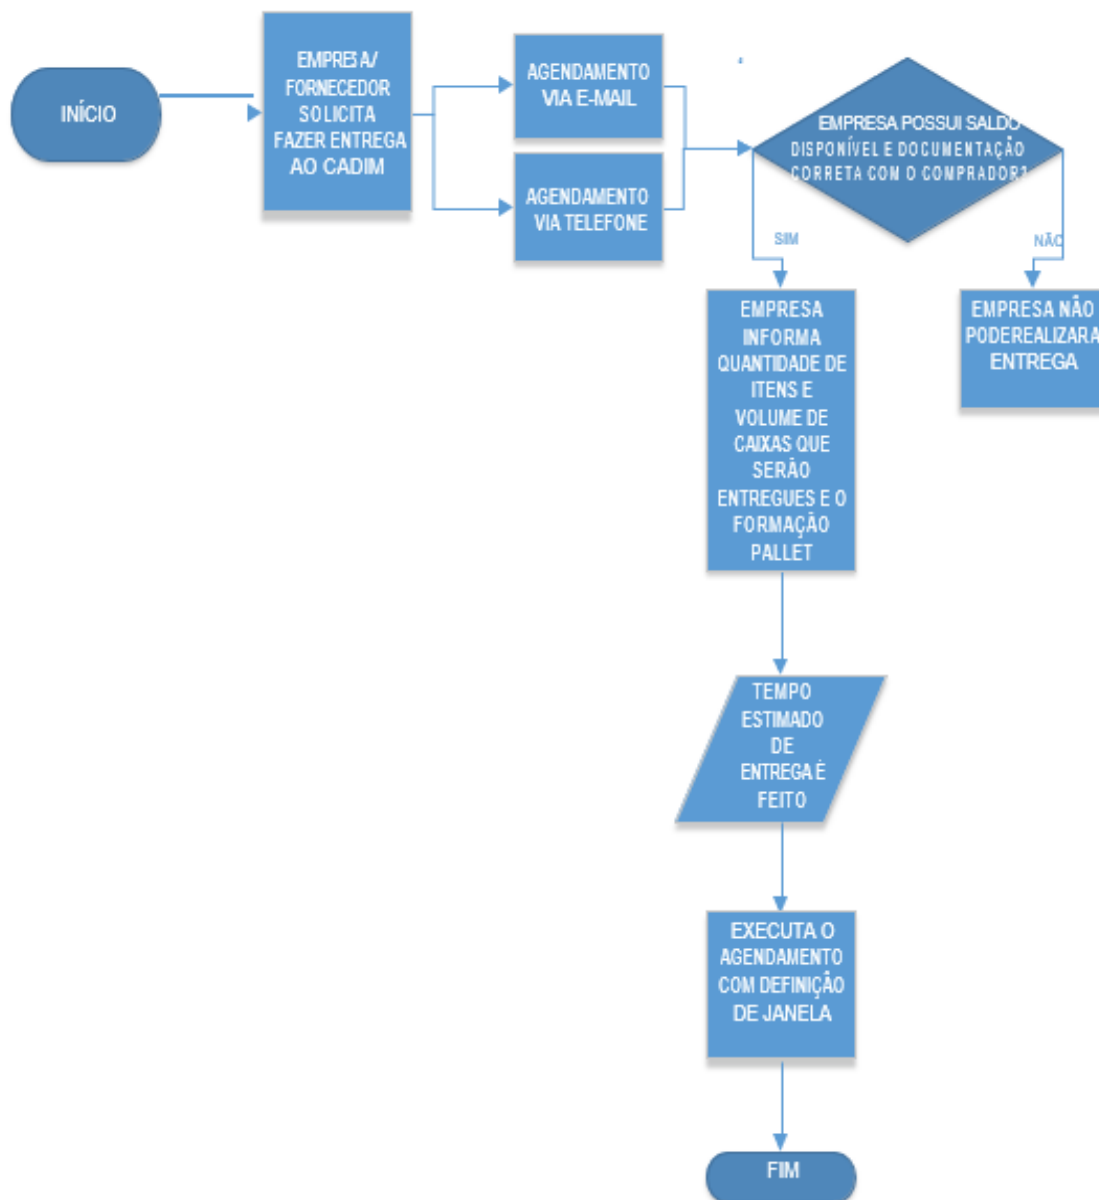 INÍCIO
EMPRESA/
FORNECEDOR
SOLICITA
FAZER ENTREGA
AO CADIM
AGENDAMENTO
VIA E-MAIL
AGENDAMENTO
VIA TELEFONE
EMPRESA POSSUI SALDO
DISPONÍVEL E DOCUMENTAÇÃO
CORRETA COM O COMPRADOR?
SIM
NÃO
EMPRESA
INFORMA
QUANTIDADE DE
ITENS E
VOLUME DE
CAIXAS QUE
SERÃO
ENTREGUES E O
FORMAÇÃO
PALLET
EMPRESA NÃO
PODEREALIZARA
ENTREGA
TEMPO
ESTIMADO
DE
ENTREGA É
FEITO
EXECUTA O
AGENDAMENTO
COM DEFINIÇÃO
DE JANELA
FIM